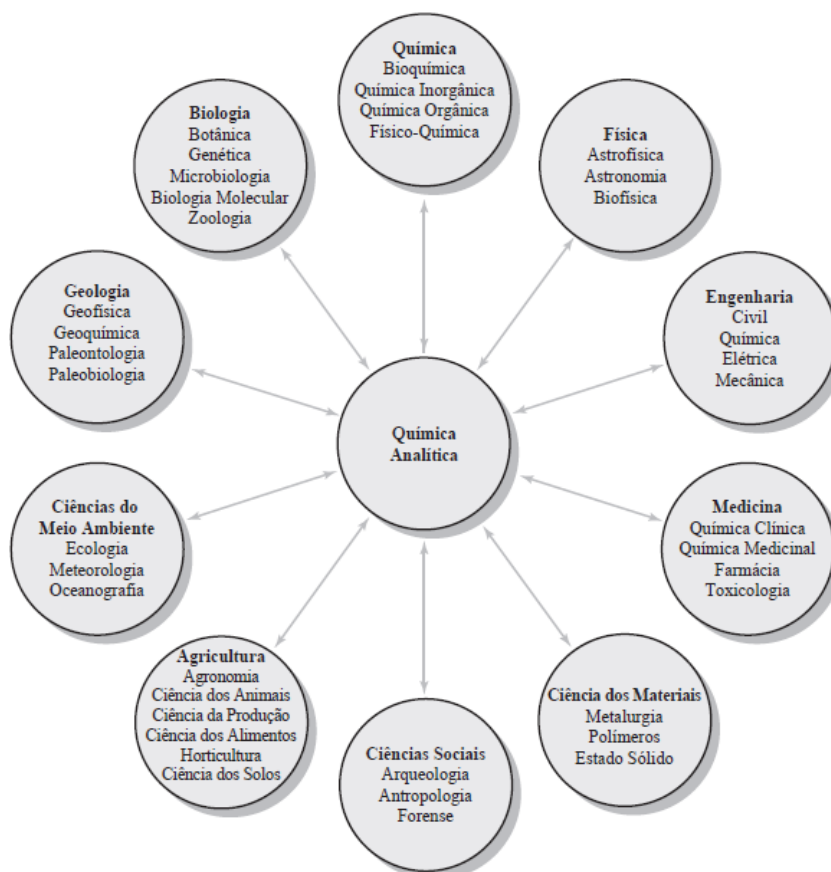 Química
Bioquímica
Química Inorgânica
Química Orgânica
Físico-Química
Física
Astrofísica
Astronomia
Biofísica
Engenharia
Civil
Química
Elétrica
Mecânica
Medicina
Química Clínica
Química Medicinal
Farmácia
Toxicologia
Ciência dos Materiais
Metalurgia
Polímeros
Estado Sólido
Ciências Sociais
Arqueologia
Antropologia
Forense
Agricultura
Agronomia
Ciência dos Animais
Ciência da Produção
Ciência dos Alimentos
Horticultura
Ciência dos Solos
Ciências do
Meio Ambiente
Ecologia
Meteorologia
Oceanografia
Geologia
Geofísica
Geoquímica
Paleontologia
Paleobiologia
Biologia
Botânica
Genética
Microbiologia
Biologia Molecular
Zoologia
Química
Analítica